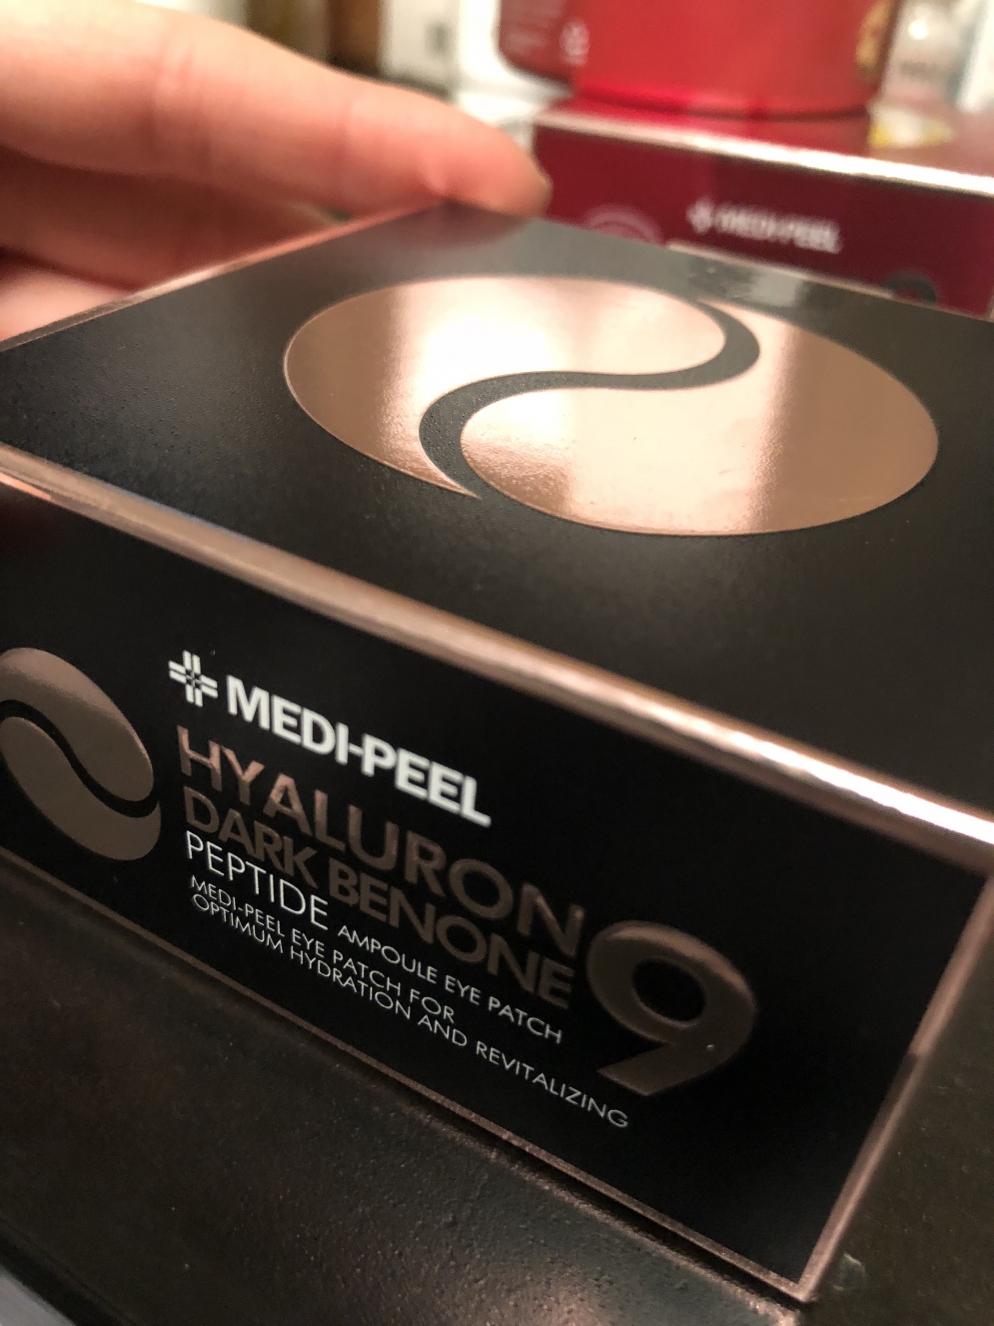 MEDI-PEEL
MEDI-PEEL
HYALURON
DARK BENONE 9
PEPTIDE AMPOULE EYE PATCH
MEDI-PEEL EYE PATCH FOR
OPTIMUM HYDRATION AND REVITALIZING